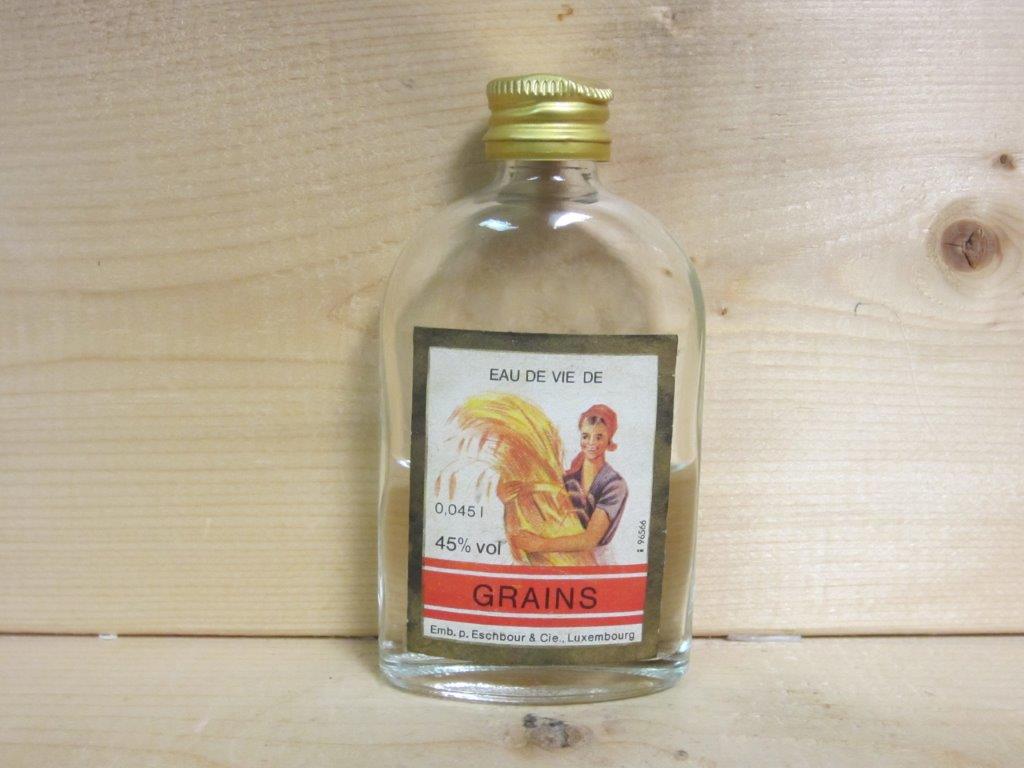 EAU DE VIE DE
0,045 l
45% vol
96566
GRAINS
Emb. p. Eschbour & Cie., Luxembourg